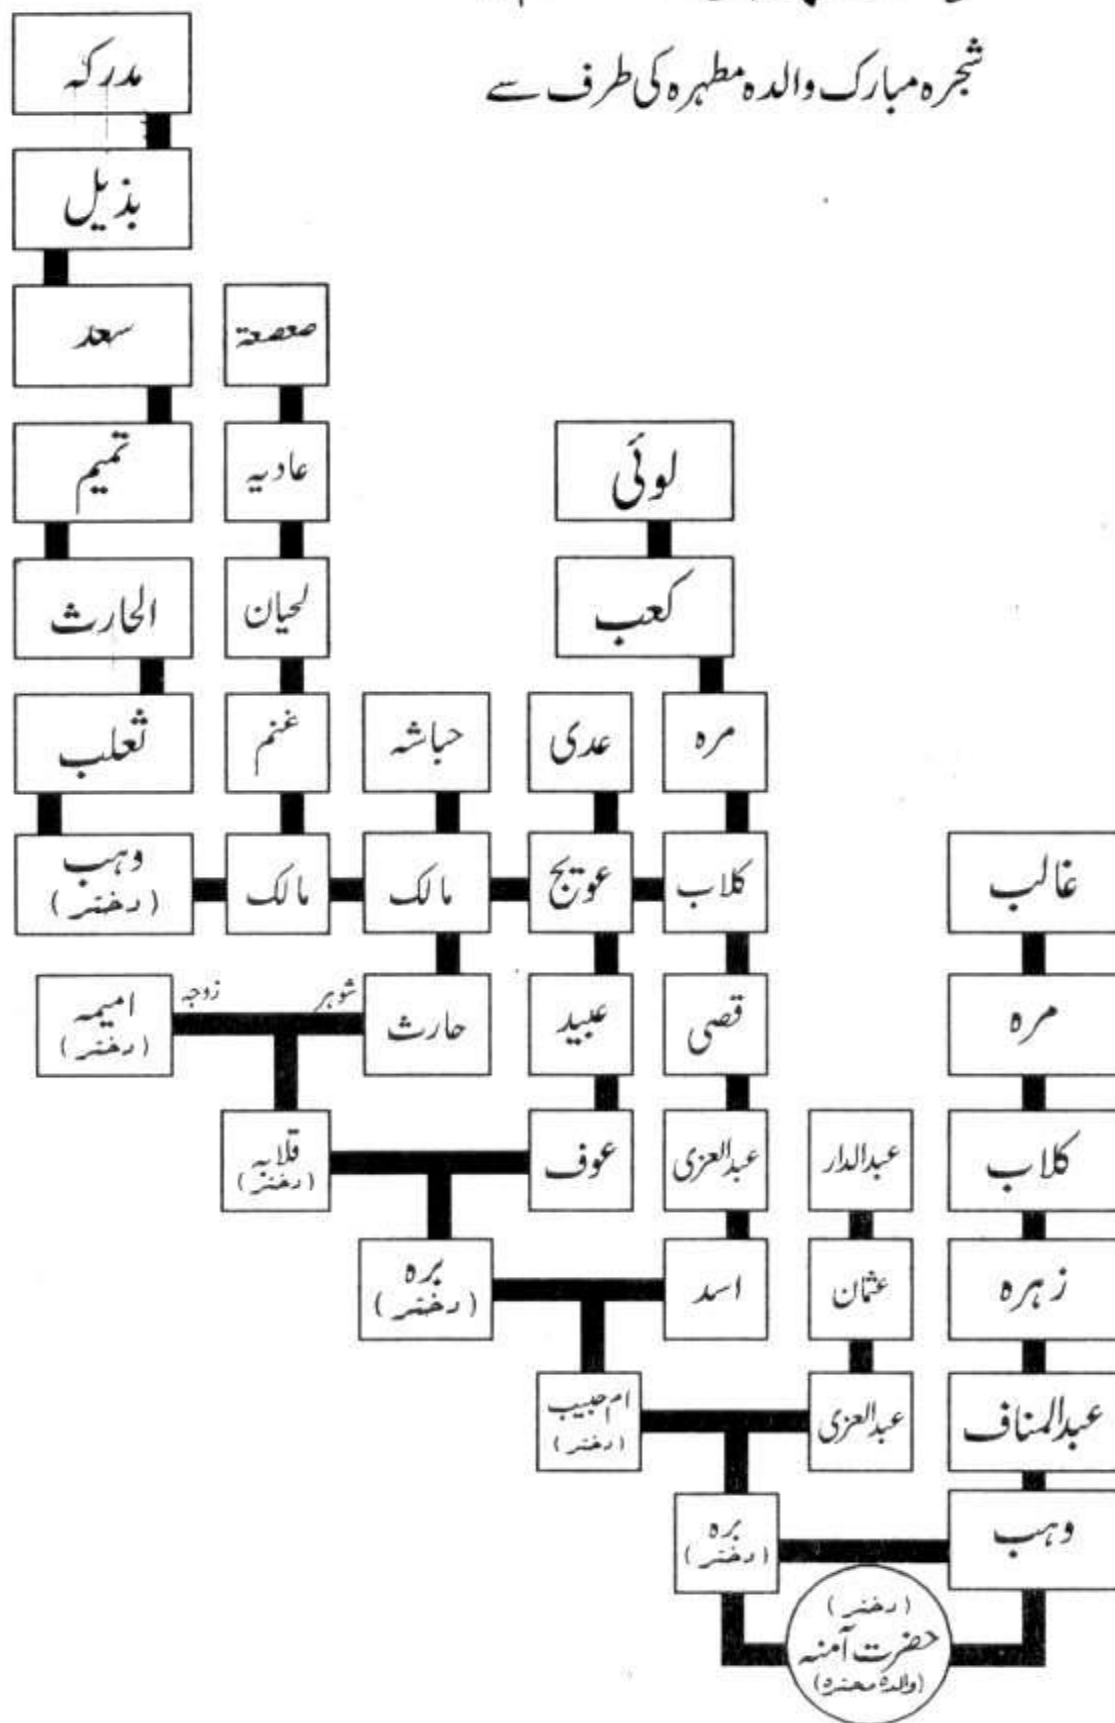 شجرہ مبارک والدہ مطہرہ کی طرف سے
مدرکہ
ہذیل
سعد
صعصعۃ
تمیم
عادیہ
لوئی
الحارث
لحیان
کعب
ثعلب
غنم
حباشہ
عدی
مرہ
وہب
(دختر)
مالک
مالک
عویج
کلاب
غالب
امیمہ
(دختر)
زوجہ
شوہر
حارث
عبید
قصی
مرہ
قلابہ
(دختر)
عوف
عبدالعزی
عبدالدار
کلاب
برہ
(دختر)
اسد
عثمان
زہرہ
ام حبیب
(دختر)
عبدالعزی
عبدالمناف
برہ
(دختر)
وہب
(دختر)
حضرت آمنہ
(والدہ محترہ)